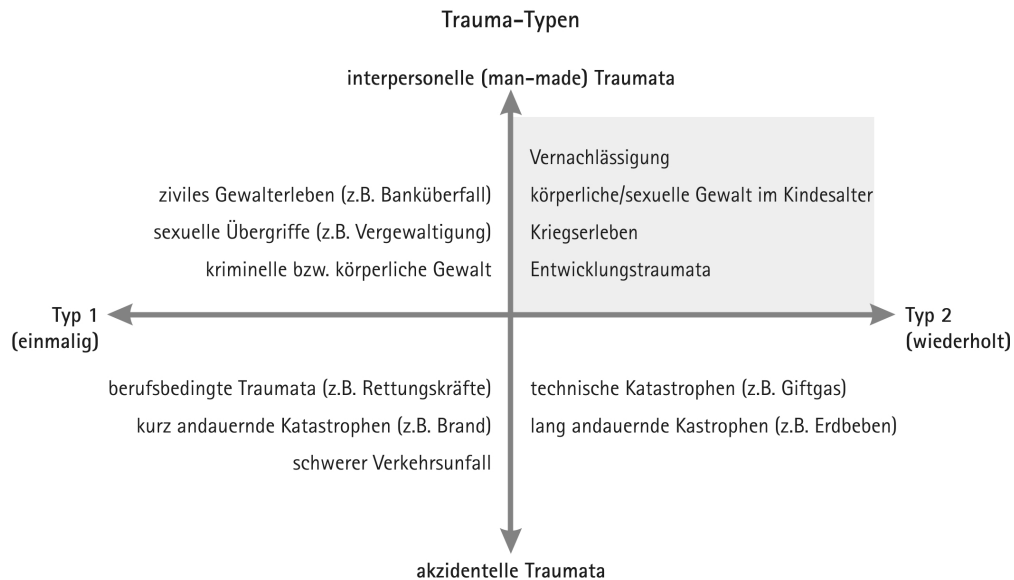 Trauma-Typen
interpersonelle (man-made) Traumata
ziviles Gewalterleben (z.B. Banküberfall)
sexuelle Übergriffe (z.B. Vergewaltigung)
kriminelle bzw. körperliche Gewalt
Vernachlässigung
körperliche/sexuelle Gewalt im Kindesalter
Kriegserleben
Entwicklungstraumata
Typ 1
(einmalig)
Typ 2
(wiederholt)
berufsbedingte Traumata (z.B. Rettungskräfte)
kurz andauernde Katastrophen (z.B. Brand)
schwerer Verkehrsunfall
technische Katastrophen (z.B. Giftgas)
lang andauernde Kastrophen (z.B. Erdbeben)
akzidentelle Traumata